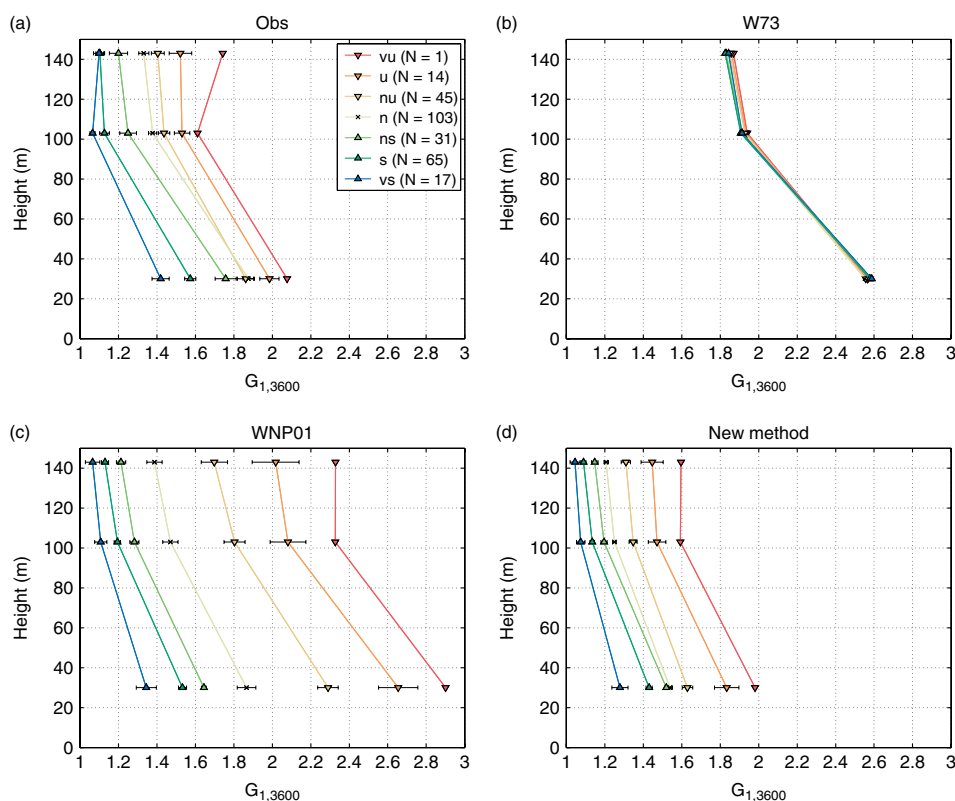 (a)
Obs
Height (m)
140
120
100
80
60
40
20
0
vu (N = 1)
u (N = 14)
nu (N = 45)
n (N = 103)
ns (N = 31)
s (N = 65)
vs (N = 17)
1 1.2 1.4 1.6 1.8 2 2.2 2.4 2.6 2.8 3
G1,3600
(b)
W73
Height (m)
140
120
100
80
60
40
20
0
1 1.2 1.4 1.6 1.8 2 2.2 2.4 2.6 2.8 3
G1,3600
(c)
WNP01
Height (m)
140
120
100
80
60
40
20
0
1 1.2 1.4 1.6 1.8 2 2.2 2.4 2.6 2.8 3
G1,3600
(d)
New method
Height (m)
140
120
100
80
60
40
20
0
1 1.2 1.4 1.6 1.8 2 2.2 2.4 2.6 2.8 3
G1,3600